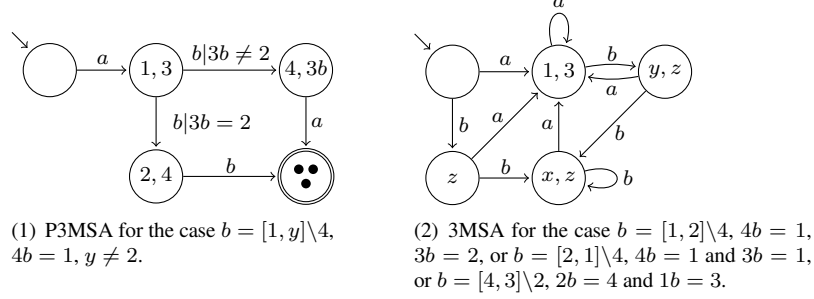 a
a
b|3b ≠ 2
a
b
1, 3
4, 3b
1, 3
y, z
a
b|3b = 2
a
b
a
a
b
2, 4
b
z
b
x, z
b
(1) P3MSA for the case b = [1, y]\4,
4b = 1, y ≠ 2.
(2) 3MSA for the case b = [1, 2]\4, 4b = 1,
3b = 2, or b = [2, 1]\4, 4b = 1 and 3b = 1,
or b = [4, 3]\2, 2b = 4 and 1b = 3.